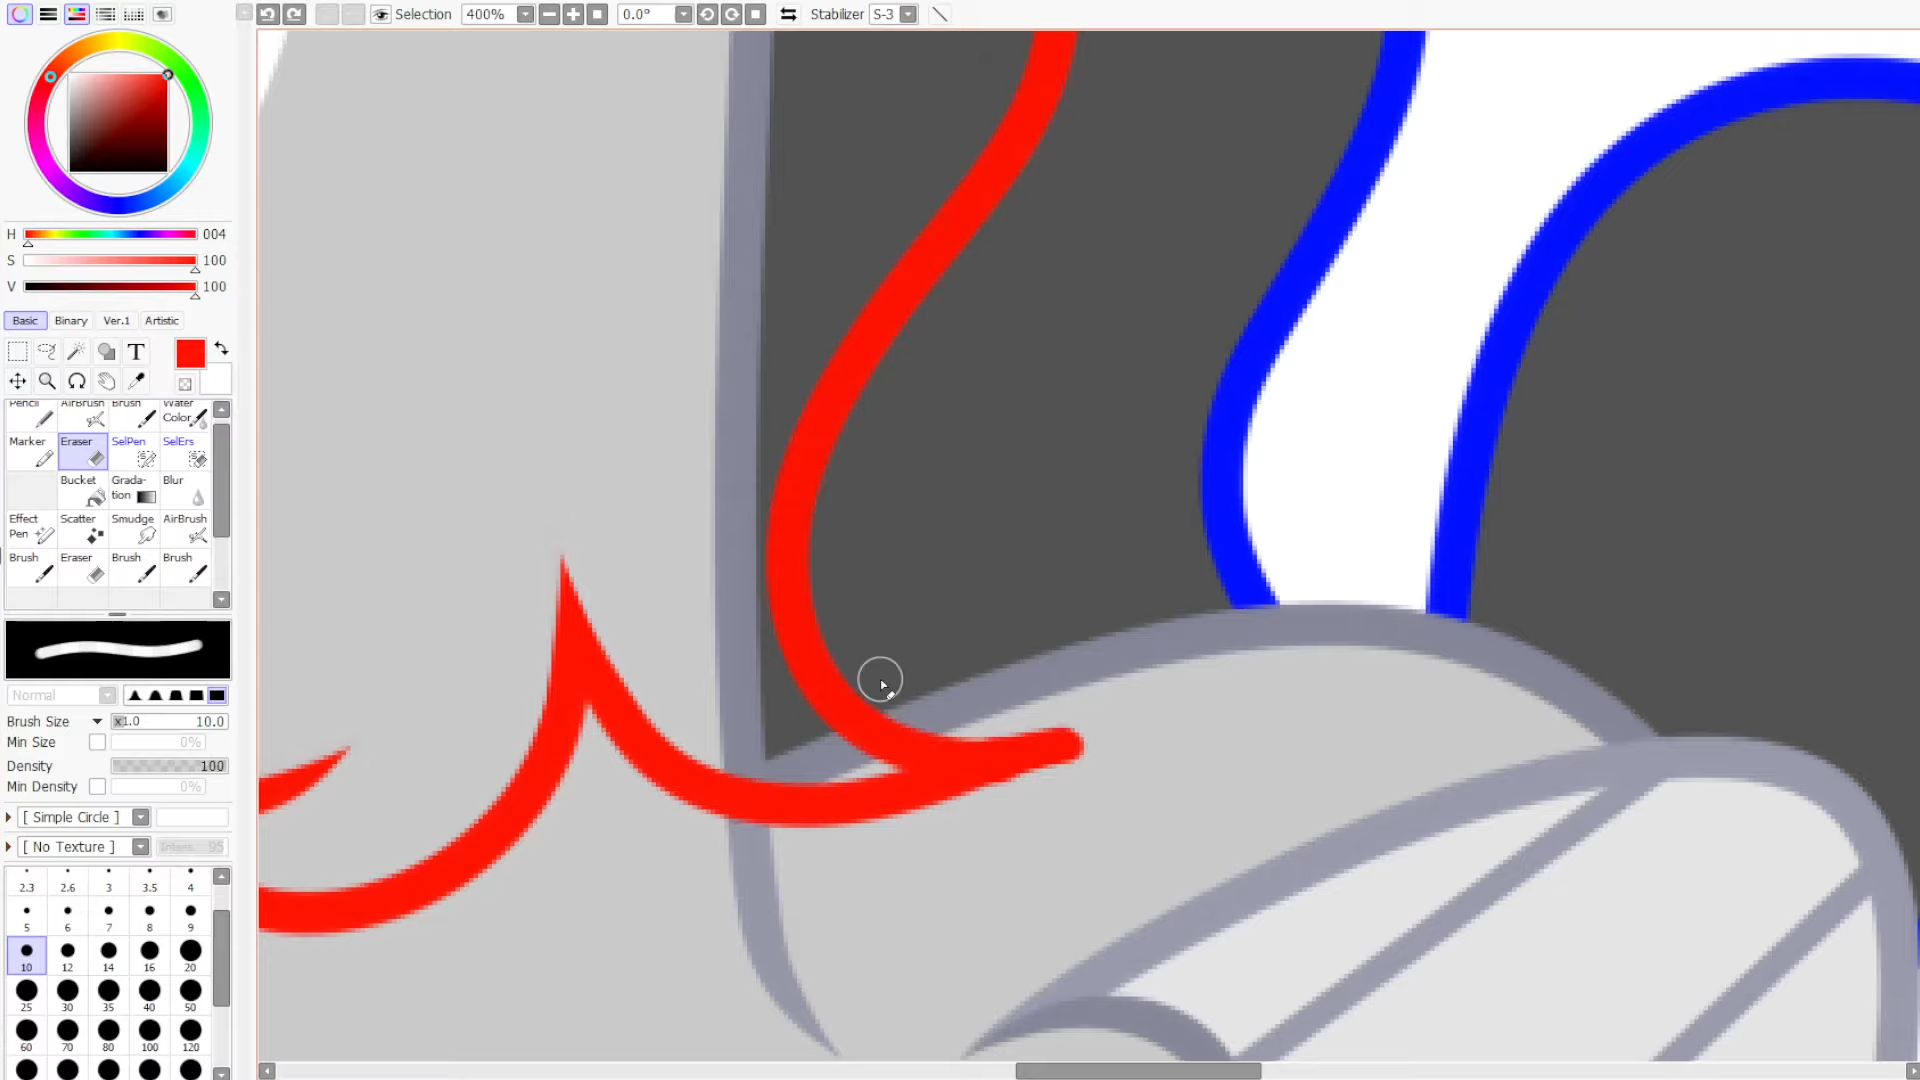 Selection 400% 0.0° Stabilizer S-3
H 004
S 100
V 100
Basic Binary Ver.1 Artistic
T
Pencil AirBrush Brush Water Color
Marker Eraser SelPen SelErs
Bucket Grada-tion Blur
Effect Pen Scatter Smudge AirBrush
Brush Eraser Brush Brush
Normal
Brush Size x1.0 10.0
Min Size 0%
Density 100
Min Density 0%
[ Simple Circle ]
[ No Texture ] Intens. 95
2.3 2.6 3 3.5 4
5 6 7 8 9
10 12 14 16 20
25 30 35 40 50
60 70 80 100 120